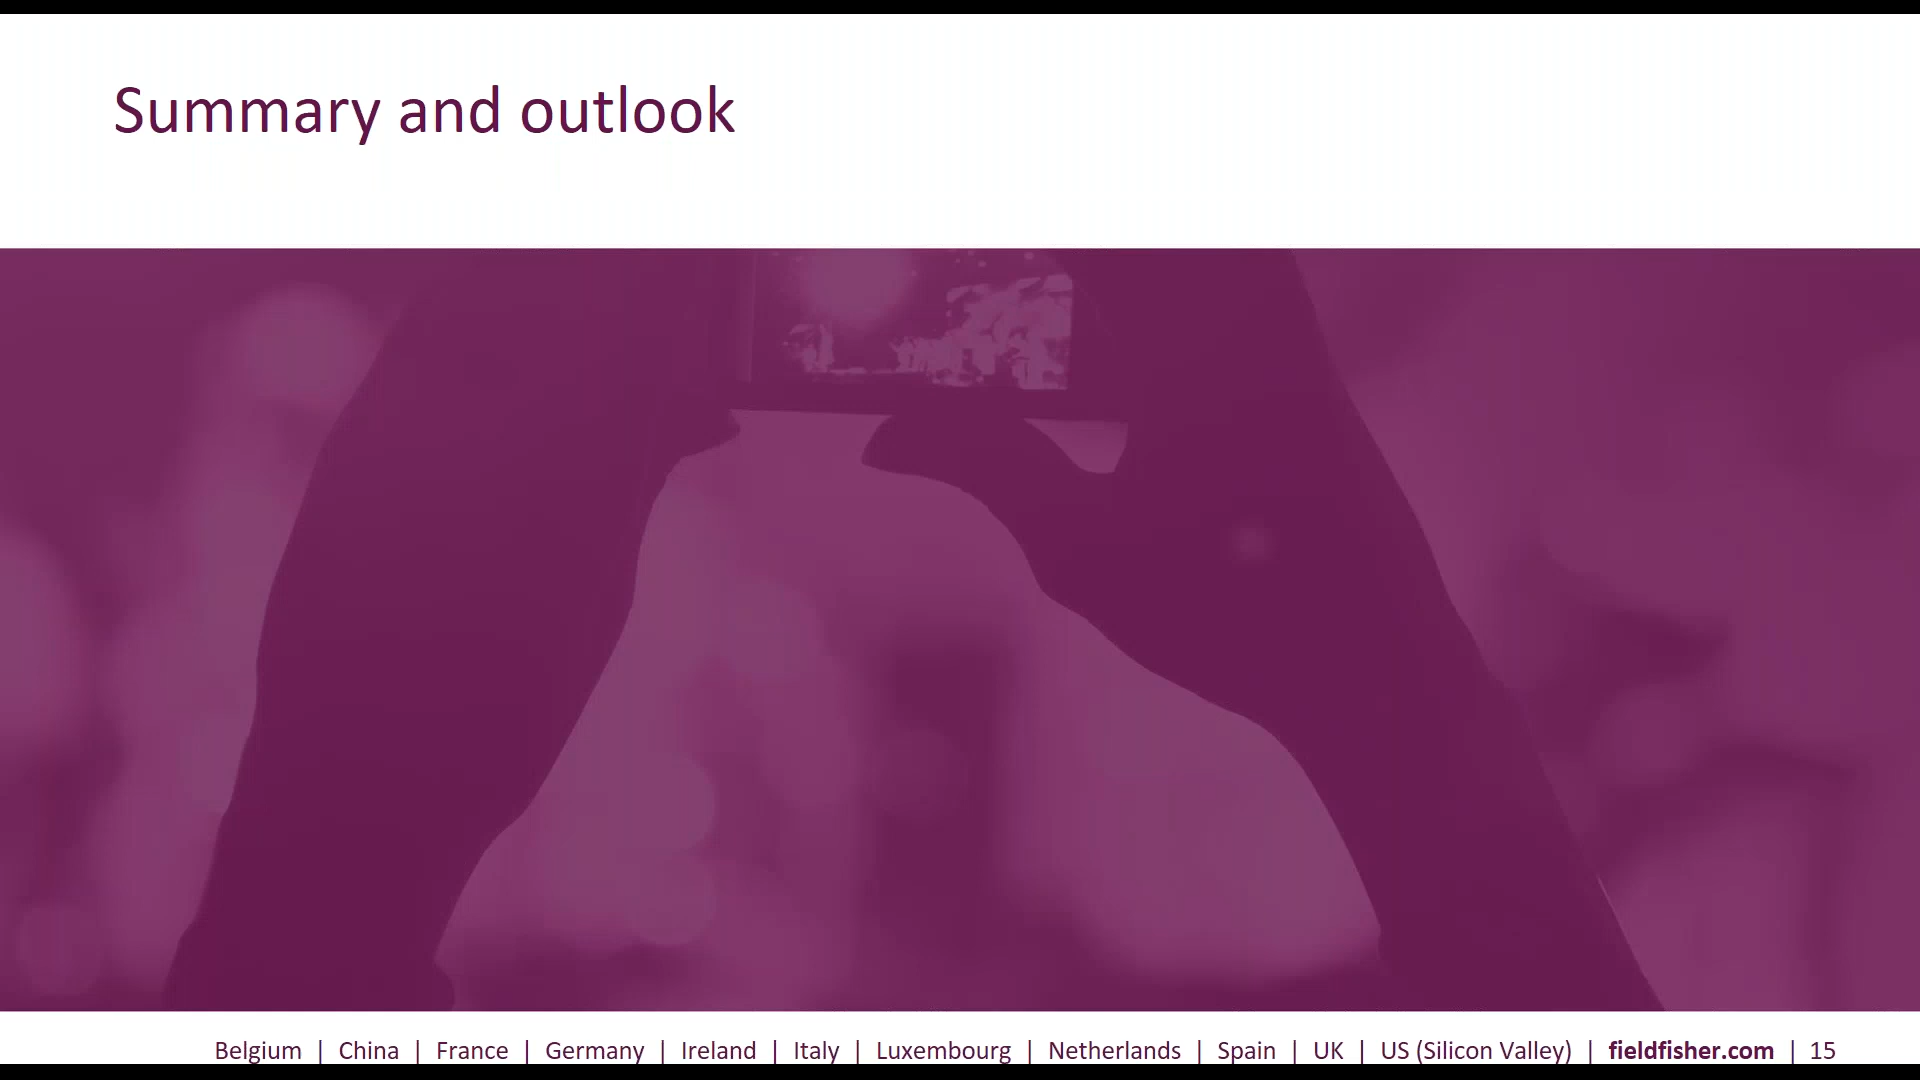 Summary and outlook
Belgium | China | France | Germany | Ireland | Italy | Luxembourg | Netherlands | Spain | UK | US (Silicon Valley) | fieldfisher.com | 15